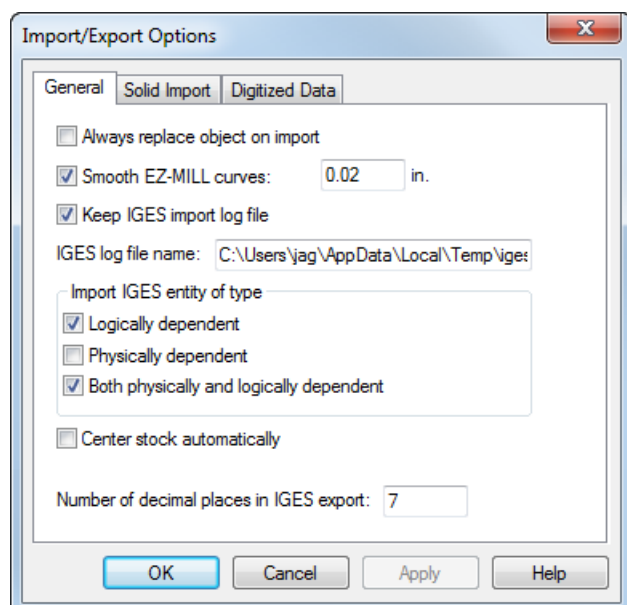 Import/Export Options
General Solid Import Digitized Data
Always replace object on import
Smooth EZ-MILL curves: 0.02 in.
Keep IGES import log file
IGES log file name: C:\Users\jag\AppData\Local\Temp\iges
Import IGES entity of type
Logically dependent
Physically dependent
Both physically and logically dependent
Center stock automatically
Number of decimal places in IGES export: 7
OK Cancel Apply Help